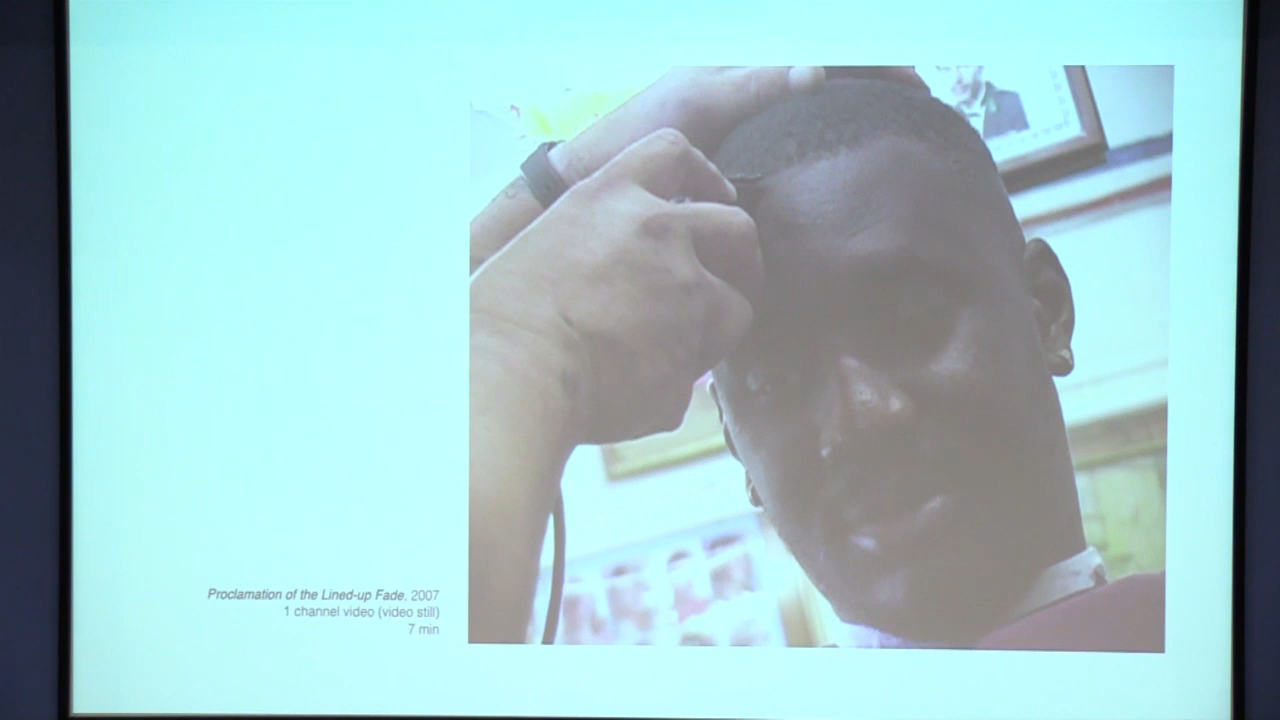 Proclamation of the Lined-up Fade, 2007
1 channel video (video still)
7 min